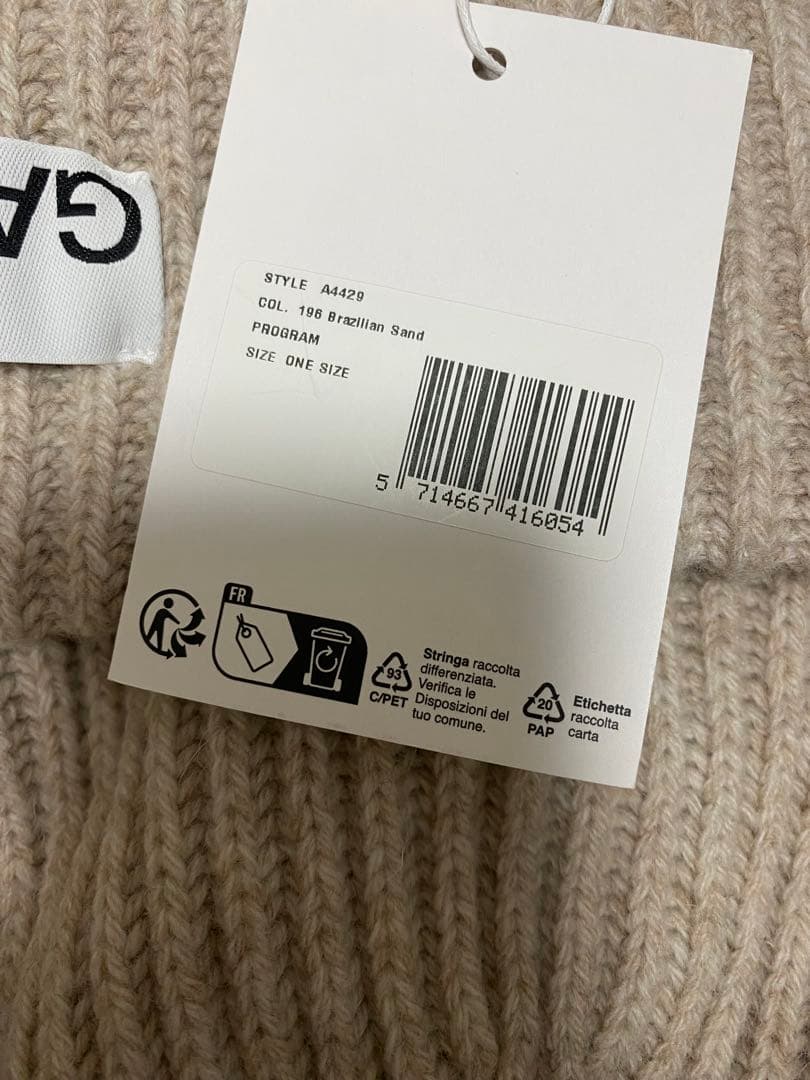 GA
STYLE A4429
COL. 196 Brazilian Sand
PROGRAM
SIZE ONE SIZE
5 714667 416054
FR
93
C/PET
Stringa raccolta
differenziata.
Verifica le
Disposizioni del
tuo comune.
20
PAP
Etichetta
raccolta
carta